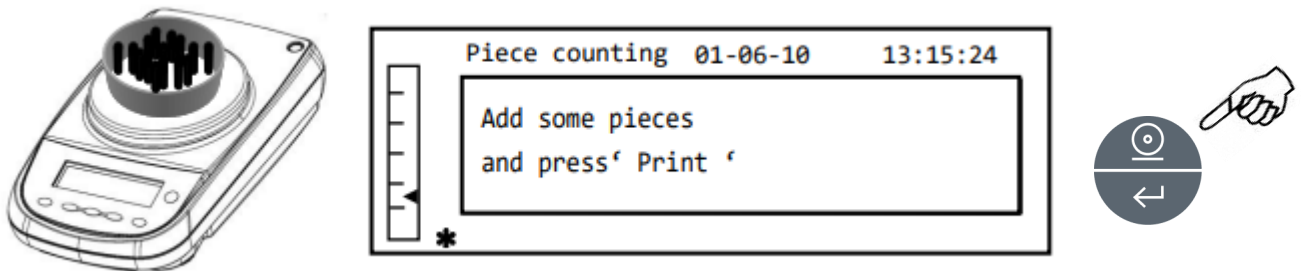 Piece counting 01-06-10 13:15:24
Add some pieces
and press‘ Print ‘
*